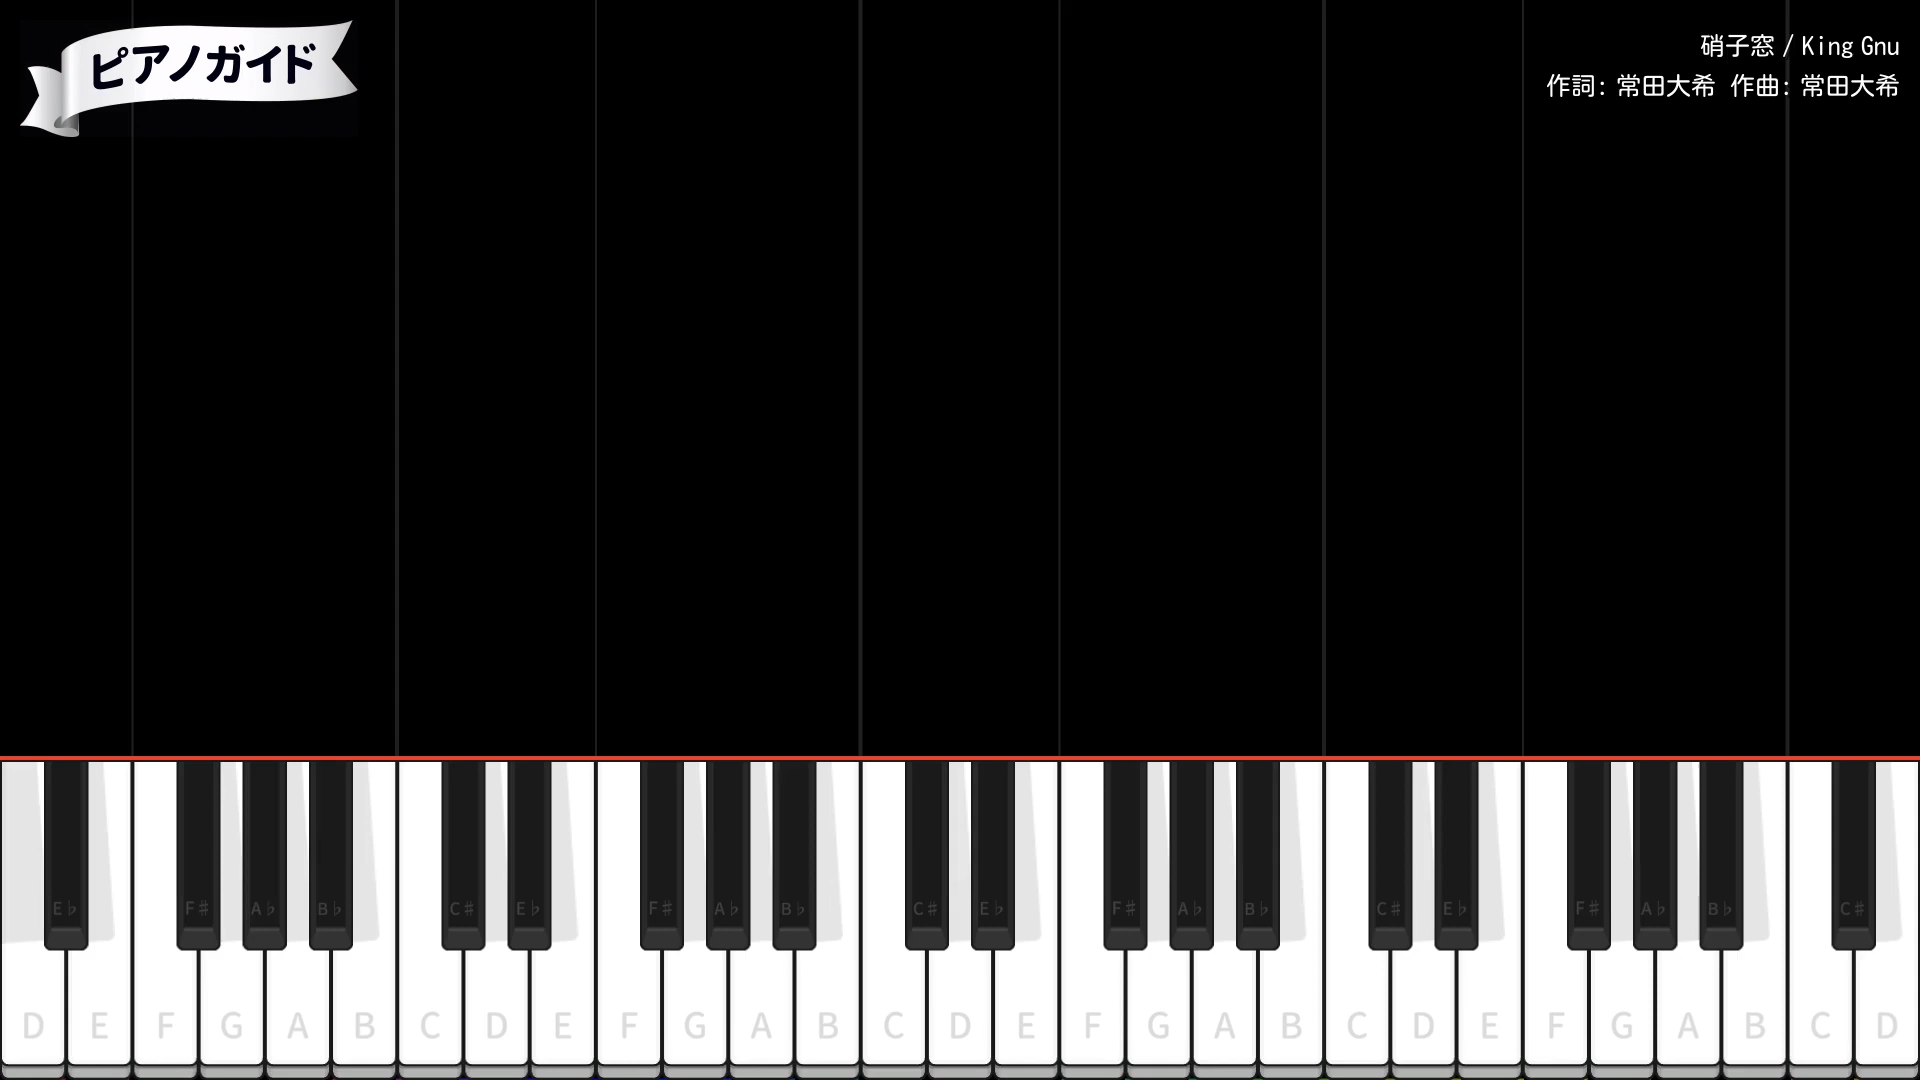 ピアノガイド
硝子窓 / King Gnu
作詞: 常田大希 作曲: 常田大希
E♭ F♯ A♭ B♭ C♯ E♭ F♯ A♭ B♭ C♯ E♭ F♯ A♭ B♭ C♯ E♭ F♯ A♭ B♭ C♯
D E F G A B C D E F G A B C D E F G A B C D E F G A B C D